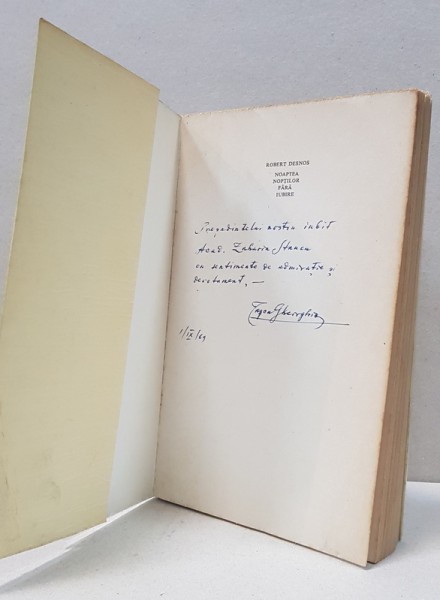 ROBERT DESNOS
NOAPTEA
NOPȚILOR
FĂRĂ
IUBIRE
Președintelui nostru iubit
Acad. Zaharia Stancu
cu sentimente de admirație și
devotament. —
Gheorghiu
1/IX/69